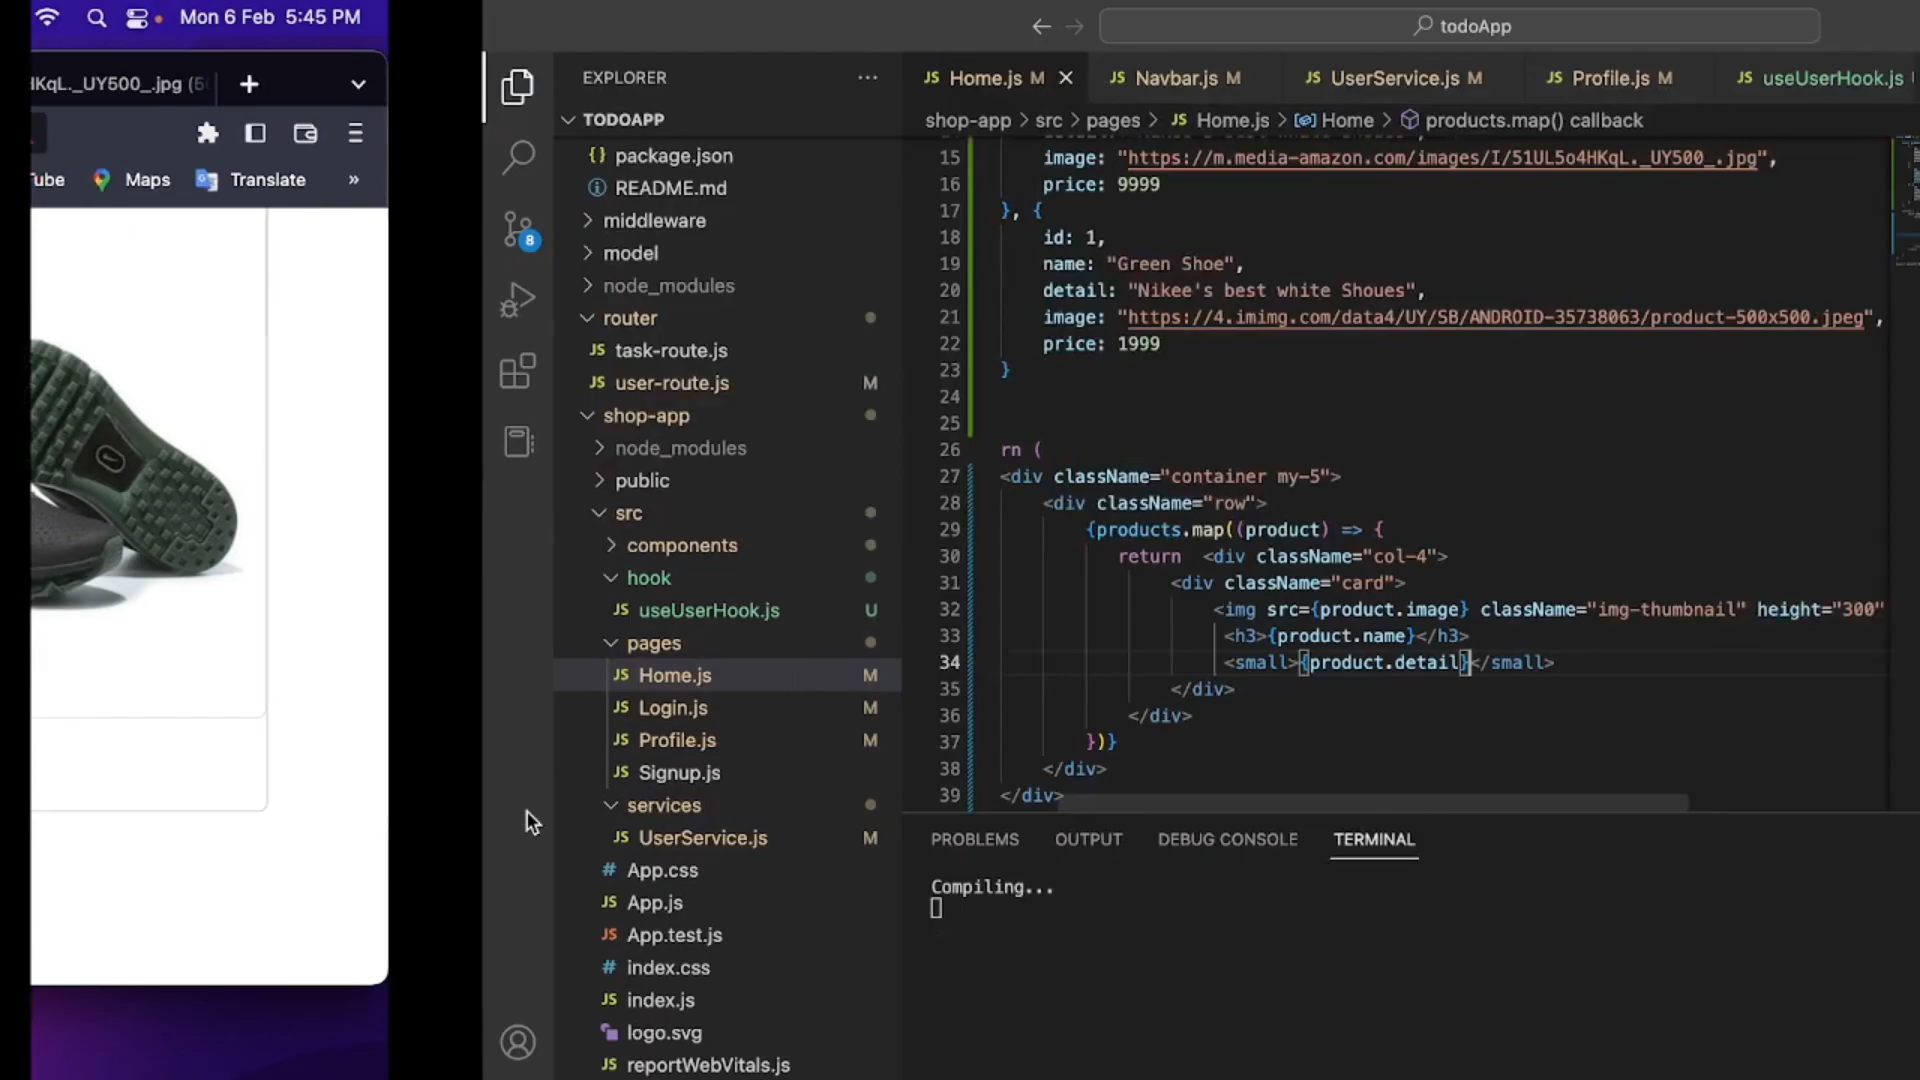 Mon 6 Feb 5:45 PM
HKqL._UY500_.jpg (5
Tube
Maps
Translate
»
todoApp
EXPLORER
TODOAPP
package.json
README.md
middleware
model
node_modules
router
task-route.js
user-route.js M
shop-app
node_modules
public
src
components
hook
useUserHook.js U
pages
Home.js M
Login.js M
Profile.js M
Signup.js
services
UserService.js M
App.css
App.js
App.test.js
index.css
index.js
logo.svg
reportWebVitals.js
8
JS Home.js M
JS Navbar.js M
JS UserService.js M
JS Profile.js M
JS useUserHook.js
shop-app > src > pages > JS Home.js > Home > products.map() callback
15 image: "https://m.media-amazon.com/images/I/51UL5o4HKqL._UY500_.jpg",
16 price: 9999
17 }, {
18 id: 1,
19 name: "Green Shoe",
20 detail: "Nikee's best white Shoues",
21 image: "https://4.imimg.com/data4/UY/SB/ANDROID-35738063/product-500x500.jpeg",
22 price: 1999
23 }
24
25
26 rn (
27 <div className="container my-5">
28 <div className="row">
29 {products.map((product) => {
30 return <div className="col-4">
31 <div className="card">
32 <img src={product.image} className="img-thumbnail" height="300"
33 <h3>{product.name}</h3>
34 <small>{product.detail}</small>
35 </div>
36 </div>
37 })}
38 </div>
39 </div>
PROBLEMS OUTPUT DEBUG CONSOLE TERMINAL
Compiling...